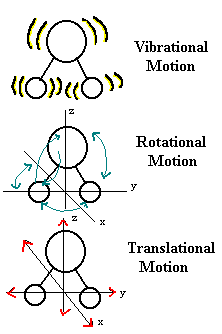 Vibrational
Motion
z
Rotational
Motion
y
z
x
Translational
Motion
y
x